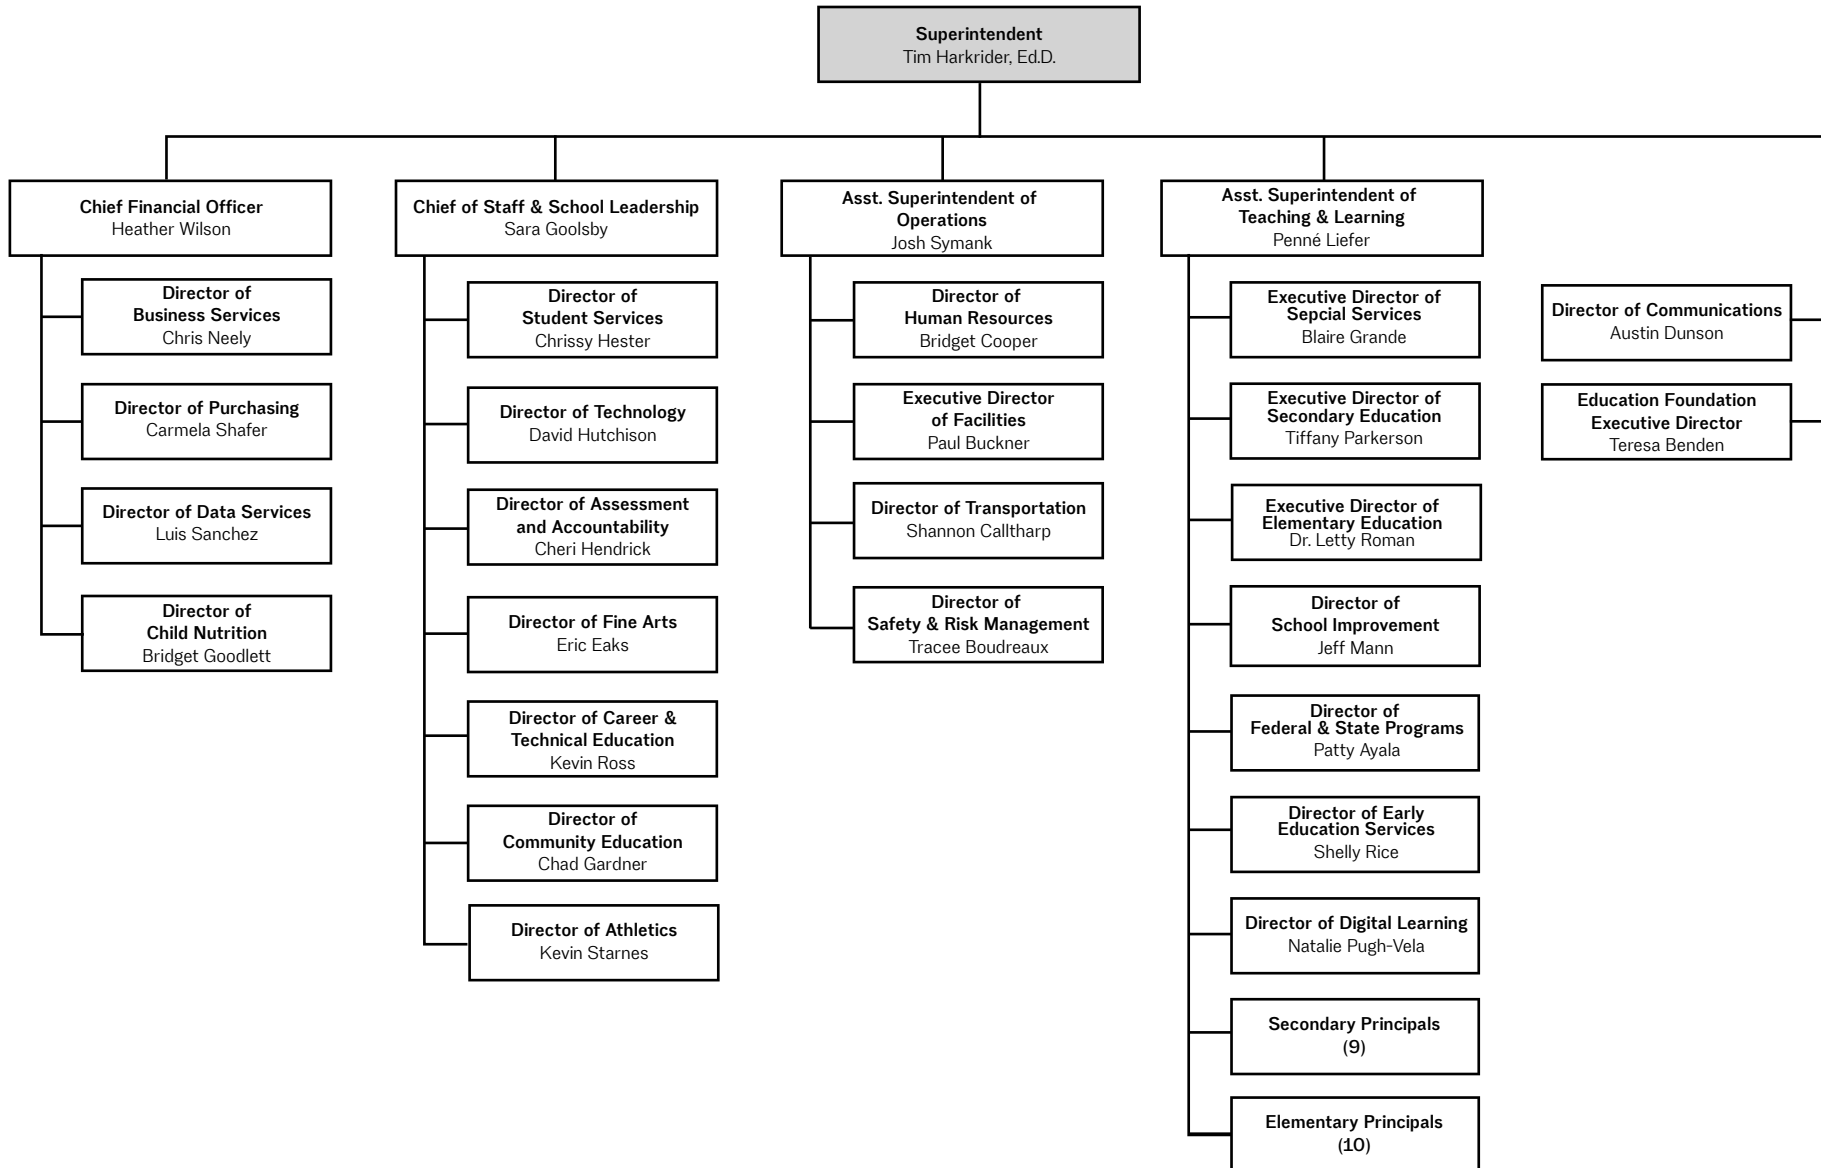 Superintendent
Tim Harkrider, Ed.D.
Chief Financial Officer
Heather Wilson
Director of
Business Services
Chris Neely
Director of Purchasing
Carmela Shafer
Director of Data Services
Luis Sanchez
Director of
Child Nutrition
Bridget Goodlett
Chief of Staff & School Leadership
Sara Goolsby
Director of
Student Services
Chrissy Hester
Director of Technology
David Hutchison
Director of Assessment
and Accountability
Cheri Hendrick
Director of Fine Arts
Eric Eaks
Director of Career &
Technical Education
Kevin Ross
Director of
Community Education
Chad Gardner
Director of Athletics
Kevin Starnes
Asst. Superintendent of
Operations
Josh Symank
Director of
Human Resources
Bridget Cooper
Executive Director
of Facilities
Paul Buckner
Director of Transportation
Shannon Calltharp
Director of
Safety & Risk Management
Tracee Boudreaux
Asst. Superintendent of
Teaching & Learning
Penné Liefer
Executive Director of
Sepcial Services
Blaire Grande
Executive Director of
Secondary Education
Tiffany Parkerson
Executive Director of
Elementary Education
Dr. Letty Roman
Director of
School Improvement
Jeff Mann
Director of
Federal & State Programs
Patty Ayala
Director of Early
Education Services
Shelly Rice
Director of Digital Learning
Natalie Pugh-Vela
Secondary Principals
(9)
Elementary Principals
(10)
Director of Communications
Austin Dunson
Education Foundation
Executive Director
Teresa Benden